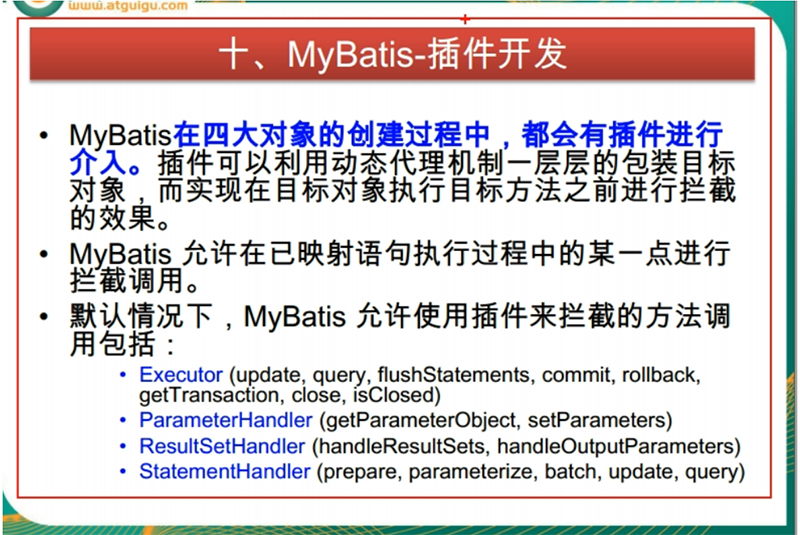 www.atguigu.com
十、MyBatis-插件开发
• MyBatis在四大对象的创建过程中，都会有插件进行
介入。插件可以利用动态代理机制一层层的包装目标
对象，而实现在目标对象执行目标方法之前进行拦截
的效果。
• MyBatis 允许在已映射语句执行过程中的某一点进行
拦截调用。
• 默认情况下，MyBatis 允许使用插件来拦截的方法调
用包括：
• Executor (update, query, flushStatements, commit, rollback,
getTransaction, close, isClosed)
• ParameterHandler (getParameterObject, setParameters)
• ResultSetHandler (handleResultSets, handleOutputParameters)
• StatementHandler (prepare, parameterize, batch, update, query)